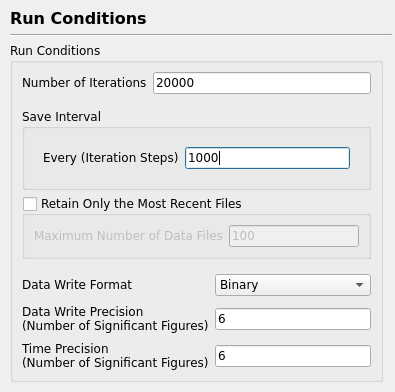 Run Conditions
Run Conditions
Number of Iterations 20000
Save Interval
Every (Iteration Steps) 1000
Retain Only the Most Recent Files
Maximum Number of Data Files 100
Data Write Format Binary
Data Write Precision
(Number of Significant Figures) 6
Time Precision
(Number of Significant Figures) 6